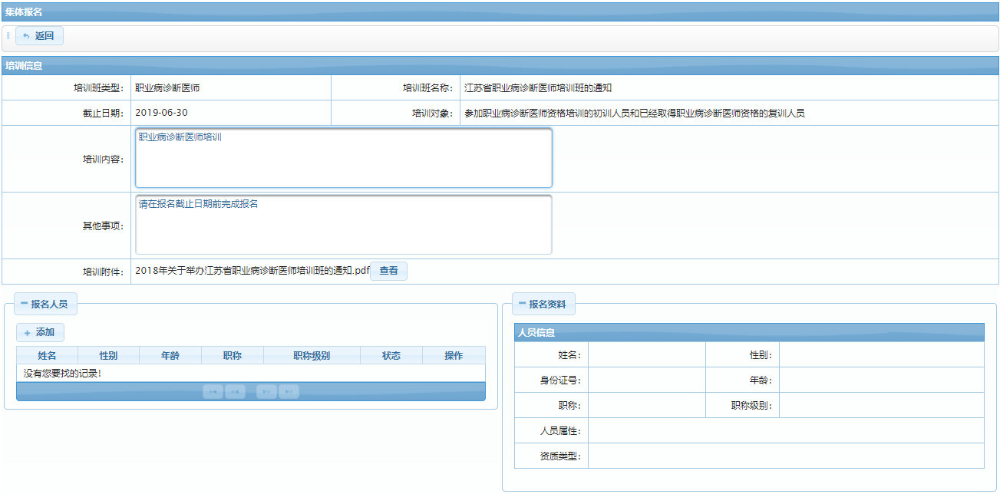 集体报名
返回
培训信息
培训班类型: 职业病诊断医师 培训班名称: 江苏省职业病诊断医师培训班的通知
截止日期: 2019-06-30 培训对象: 参加职业病诊断医师资格培训的初训人员和已经取得职业病诊断医师资格的复训人员
培训内容: 职业病诊断医师培训
其他事项: 请在报名截止日期前完成报名
培训附件: 2018年关于举办江苏省职业病诊断医师培训班的通知.pdf 查看
报名人员
添加
姓名 性别 年龄 职称 职称级别 状态 操作
没有您要找的记录!
报名资料
人员信息
姓名: 性别:
身份证号: 年龄:
职称: 职称级别:
人员属性:
资质类型: